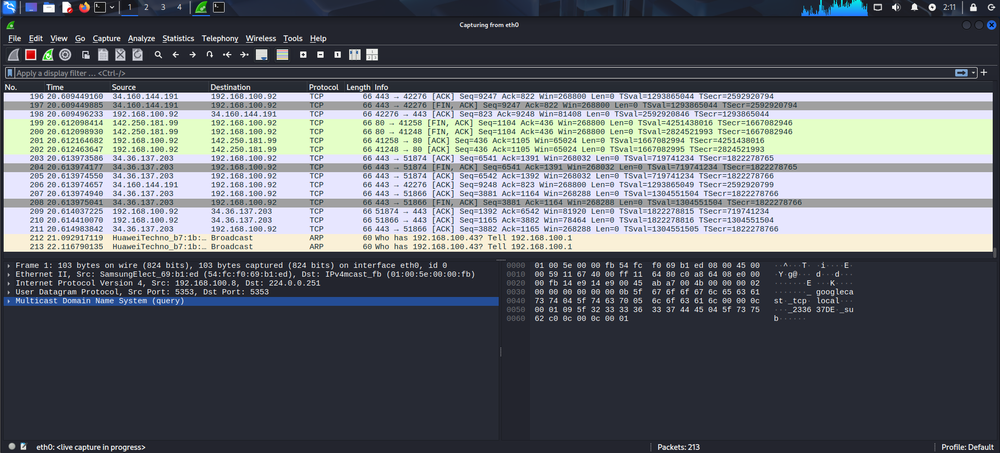 1 2 3 4 2:11
Capturing from eth0
File Edit View Go Capture Analyze Statistics Telephony Wireless Tools Help
Apply a display filter ... <Ctrl-/>
No. Time Source Destination Protocol Length Info
196 20.609449160 34.160.144.191 192.168.100.92 TCP 66 443 → 42276 [ACK] Seq=9247 Ack=822 Win=268800 Len=0 TSval=1293865044 TSecr=2592920794
197 20.609449885 34.160.144.191 192.168.100.92 TCP 66 443 → 42276 [FIN, ACK] Seq=9247 Ack=822 Win=268800 Len=0 TSval=1293865044 TSecr=2592920794
198 20.609496233 192.168.100.92 34.160.144.191 TCP 66 42276 → 443 [ACK] Seq=823 Ack=9248 Win=81408 Len=0 TSval=2592920846 TSecr=1293865044
199 20.612098414 142.250.181.99 192.168.100.92 TCP 66 80 → 41258 [FIN, ACK] Seq=1104 Ack=436 Win=268800 Len=0 TSval=4251438016 TSecr=1667082946
200 20.612098930 142.250.181.99 192.168.100.92 TCP 66 80 → 41248 [FIN, ACK] Seq=1104 Ack=436 Win=268800 Len=0 TSval=2824521993 TSecr=1667082946
201 20.612164682 192.168.100.92 142.250.181.99 TCP 66 41258 → 80 [ACK] Seq=436 Ack=1105 Win=65024 Len=0 TSval=1667082994 TSecr=4251438016
202 20.612463647 192.168.100.92 142.250.181.99 TCP 66 41248 → 80 [ACK] Seq=436 Ack=1105 Win=65024 Len=0 TSval=1667082995 TSecr=2824521993
203 20.613973586 34.36.137.203 192.168.100.92 TCP 66 443 → 51874 [ACK] Seq=6541 Ack=1391 Win=268032 Len=0 TSval=719741234 TSecr=1822278765
204 20.613974177 34.36.137.203 192.168.100.92 TCP 66 443 → 51874 [FIN, ACK] Seq=6541 Ack=1391 Win=268032 Len=0 TSval=719741234 TSecr=1822278765
205 20.613974550 34.36.137.203 192.168.100.92 TCP 66 443 → 51874 [ACK] Seq=6542 Ack=1392 Win=268032 Len=0 TSval=719741234 TSecr=1822278766
206 20.613974657 34.160.144.191 192.168.100.92 TCP 66 443 → 42276 [ACK] Seq=9248 Ack=823 Win=268800 Len=0 TSval=1293865049 TSecr=2592920799
207 20.613974940 34.36.137.203 192.168.100.92 TCP 66 443 → 51866 [ACK] Seq=3881 Ack=1164 Win=268288 Len=0 TSval=1304551504 TSecr=1822278766
208 20.613975041 34.36.137.203 192.168.100.92 TCP 66 443 → 51866 [FIN, ACK] Seq=3881 Ack=1164 Win=268288 Len=0 TSval=1304551504 TSecr=1822278766
209 20.614037225 192.168.100.92 34.36.137.203 TCP 66 51874 → 443 [ACK] Seq=1392 Ack=6542 Win=81920 Len=0 TSval=1822278815 TSecr=719741234
210 20.614410070 192.168.100.92 34.36.137.203 TCP 66 51866 → 443 [ACK] Seq=1165 Ack=3882 Win=78464 Len=0 TSval=1822278816 TSecr=1304551504
211 20.614983842 34.36.137.203 192.168.100.92 TCP 66 443 → 51866 [ACK] Seq=3882 Ack=1165 Win=268288 Len=0 TSval=1304551505 TSecr=1822278766
212 21.092917119 HuaweiTechno_b7:1b:… Broadcast ARP 60 Who has 192.168.100.43? Tell 192.168.100.1
213 22.116790135 HuaweiTechno_b7:1b:… Broadcast ARP 60 Who has 192.168.100.43? Tell 192.168.100.1
Frame 1: 103 bytes on wire (824 bits), 103 bytes captured (824 bits) on interface eth0, id 0
Ethernet II, Src: SamsungElect_69:b1:ed (54:fc:f0:69:b1:ed), Dst: IPv4mcast_fb (01:00:5e:00:00:fb)
Internet Protocol Version 4, Src: 192.168.100.8, Dst: 224.0.0.251
User Datagram Protocol, Src Port: 5353, Dst Port: 5353
Multicast Domain Name System (query)
0000 01 00 5e 00 00 fb 54 fc f0 69 b1 ed 08 00 45 00 ··^···T· ·i····E·
0010 00 59 11 67 40 00 ff 11 64 80 c0 a8 64 08 e0 00 ·Y·g@··· d···d···
0020 00 fb 14 e9 14 e9 00 45 ab a7 00 4b 00 00 00 02 ·······E ···K····
0030 00 00 00 00 00 00 0b 5f 67 6f 6f 67 6c 65 63 61 ·······_ googleca
0040 73 74 04 5f 74 63 70 05 6c 6f 63 61 6c 00 00 0c st·_tcp· local···
0050 00 01 09 5f 32 33 33 36 33 37 44 45 04 5f 73 75 ···_2336 37DE·_su
0060 62 c0 0c 00 0c 00 01 b······
eth0: <live capture in progress> Packets: 213 Profile: Default